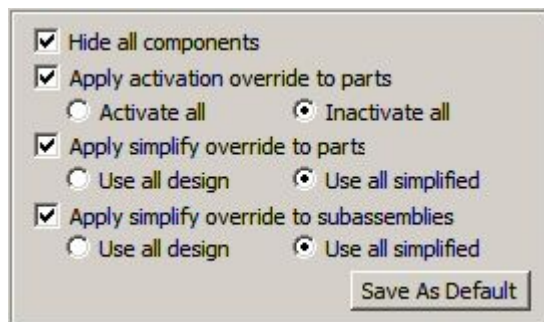 Hide all components
Apply activation override to parts
Activate all Inactivate all
Apply simplify override to parts
Use all design Use all simplified
Apply simplify override to subassemblies
Use all design Use all simplified
Save As Default